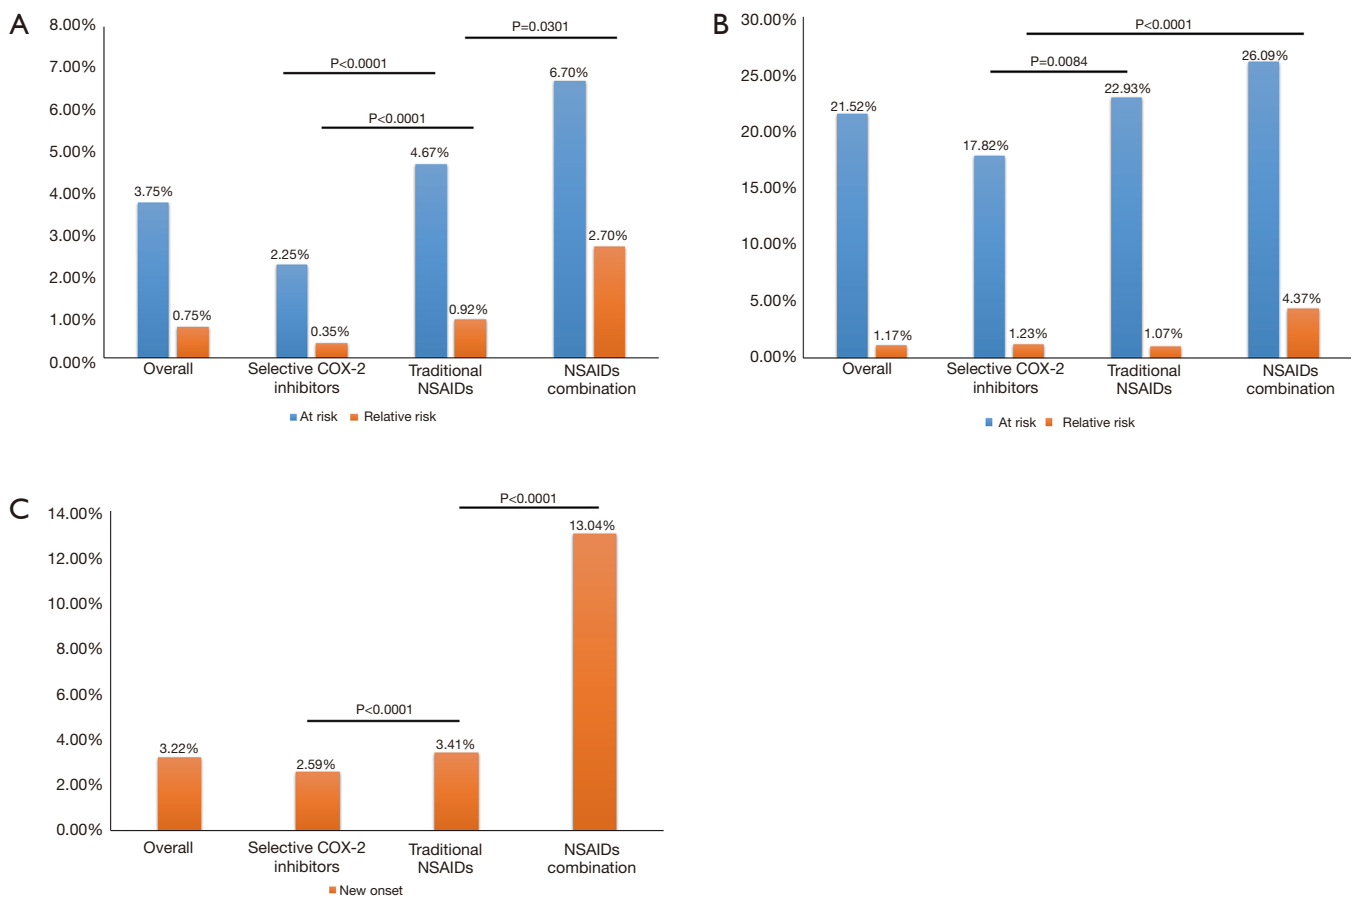 A
8.00%
7.00%
6.00%
5.00%
4.00%
3.00%
2.00%
1.00%
0.00%
P=0.0301
P<0.0001
P<0.0001
3.75%
0.75%
2.25%
0.35%
4.67%
0.92%
6.70%
2.70%
Overall
Selective COX-2
inhibitors
Traditional
NSAIDs
NSAIDs
combination
At risk
Relative risk
B
30.00%
25.00%
20.00%
15.00%
10.00%
5.00%
0.00%
P<0.0001
P=0.0084
21.52%
1.17%
17.82%
1.23%
22.93%
1.07%
26.09%
4.37%
Overall
Selective COX-2
inhibitors
Traditional
NSAIDs
NSAIDs
combination
At risk
Relative risk
C
14.00%
12.00%
10.00%
8.00%
6.00%
4.00%
2.00%
0.00%
P<0.0001
P<0.0001
3.22%
2.59%
3.41%
13.04%
Overall
Selective COX-2
inhibitors
Traditional
NSAIDs
NSAIDs
combination
New onset